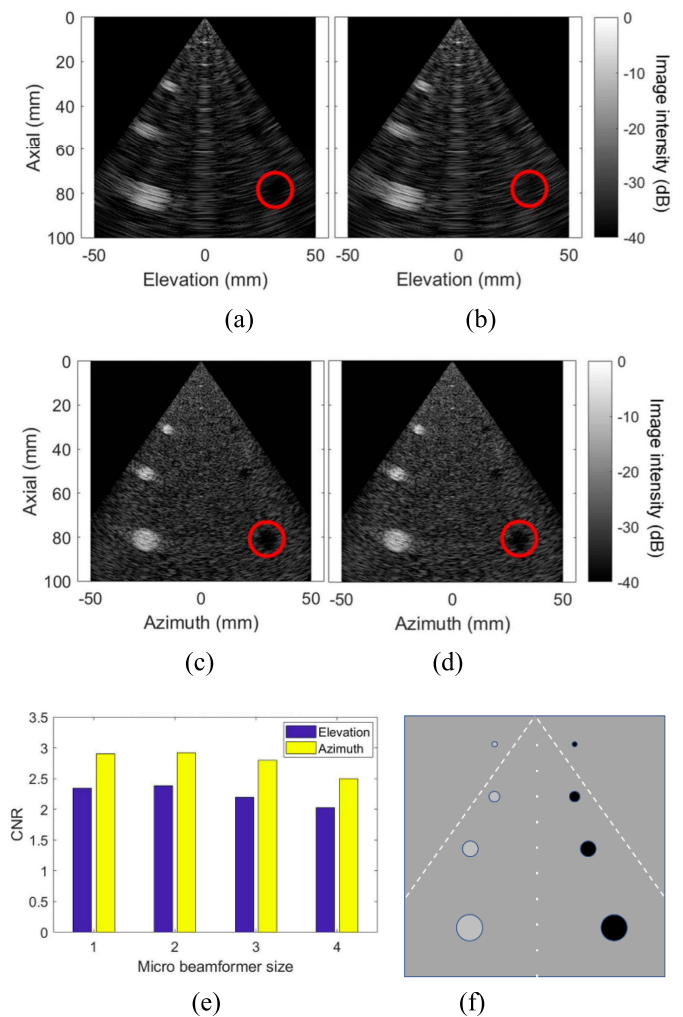 0
20
40
60
80
100
Axial (mm)
-50
0
50
Elevation (mm)
-50
0
50
Elevation (mm)
0
-10
-20
-30
-40
Image intensity (dB)
(a)
(b)
0
20
40
60
80
100
Axial (mm)
-50
0
50
Azimuth (mm)
-50
0
50
Azimuth (mm)
0
-10
-20
-30
-40
Image intensity (dB)
(c)
(d)
3.5
3
2.5
2
1.5
1
0.5
0
CNR
Elevation
Azimuth
1
2
3
4
Micro beamformer size
(e)
(f)